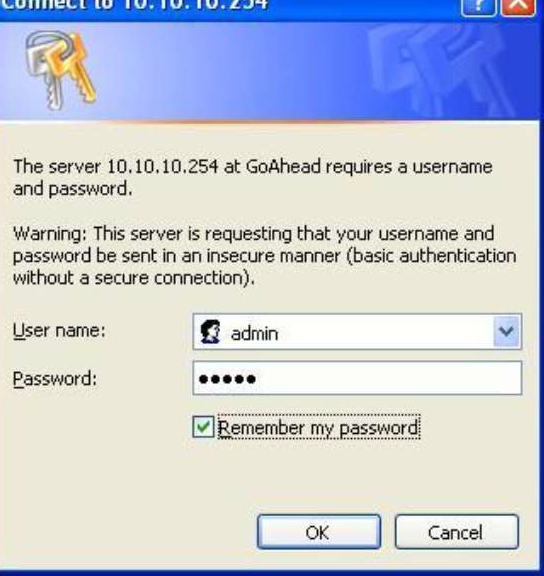 Connect to 10.10.10.254
The server 10.10.10.254 at GoAhead requires a username
and password.
Warning: This server is requesting that your username and
password be sent in an insecure manner (basic authentication
without a secure connection).
User name:
admin
Password:
•••••
Remember my password
OK
Cancel